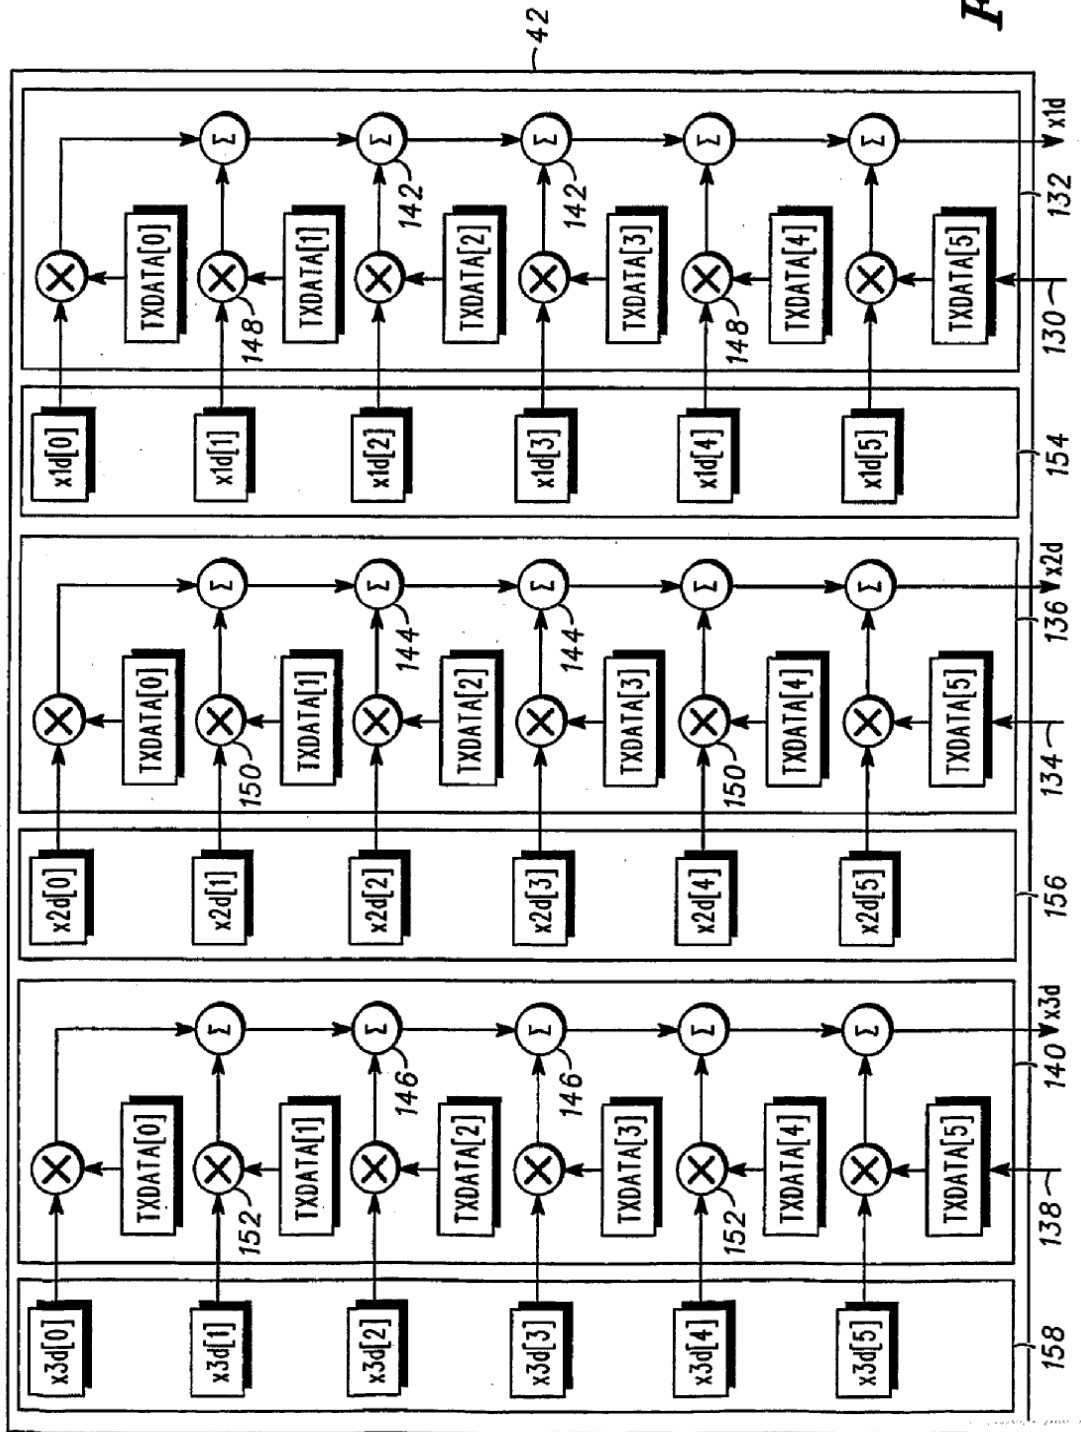 x3d[0]
TXDATA[0]
x2d[0]
TXDATA[0]
x1d[0]
TXDATA[0]
x3d[1]
152
Σ
x2d[1]
150
Σ
x1d[1]
148
Σ
TXDATA[1]
TXDATA[1]
TXDATA[1]
x3d[2]
Σ
146
x2d[2]
Σ
144
x1d[2]
Σ
142
TXDATA[2]
TXDATA[2]
TXDATA[2]
42
x3d[3]
Σ
146
x2d[3]
Σ
144
x1d[3]
Σ
142
TXDATA[3]
TXDATA[3]
TXDATA[3]
x3d[4]
152
Σ
x2d[4]
150
Σ
x1d[4]
148
Σ
TXDATA[4]
TXDATA[4]
TXDATA[4]
x3d[5]
Σ
x2d[5]
Σ
x1d[5]
Σ
TXDATA[5]
TXDATA[5]
TXDATA[5]
158
138
140
x3d
156
134
136
x2d
154
130
132
x1d
F